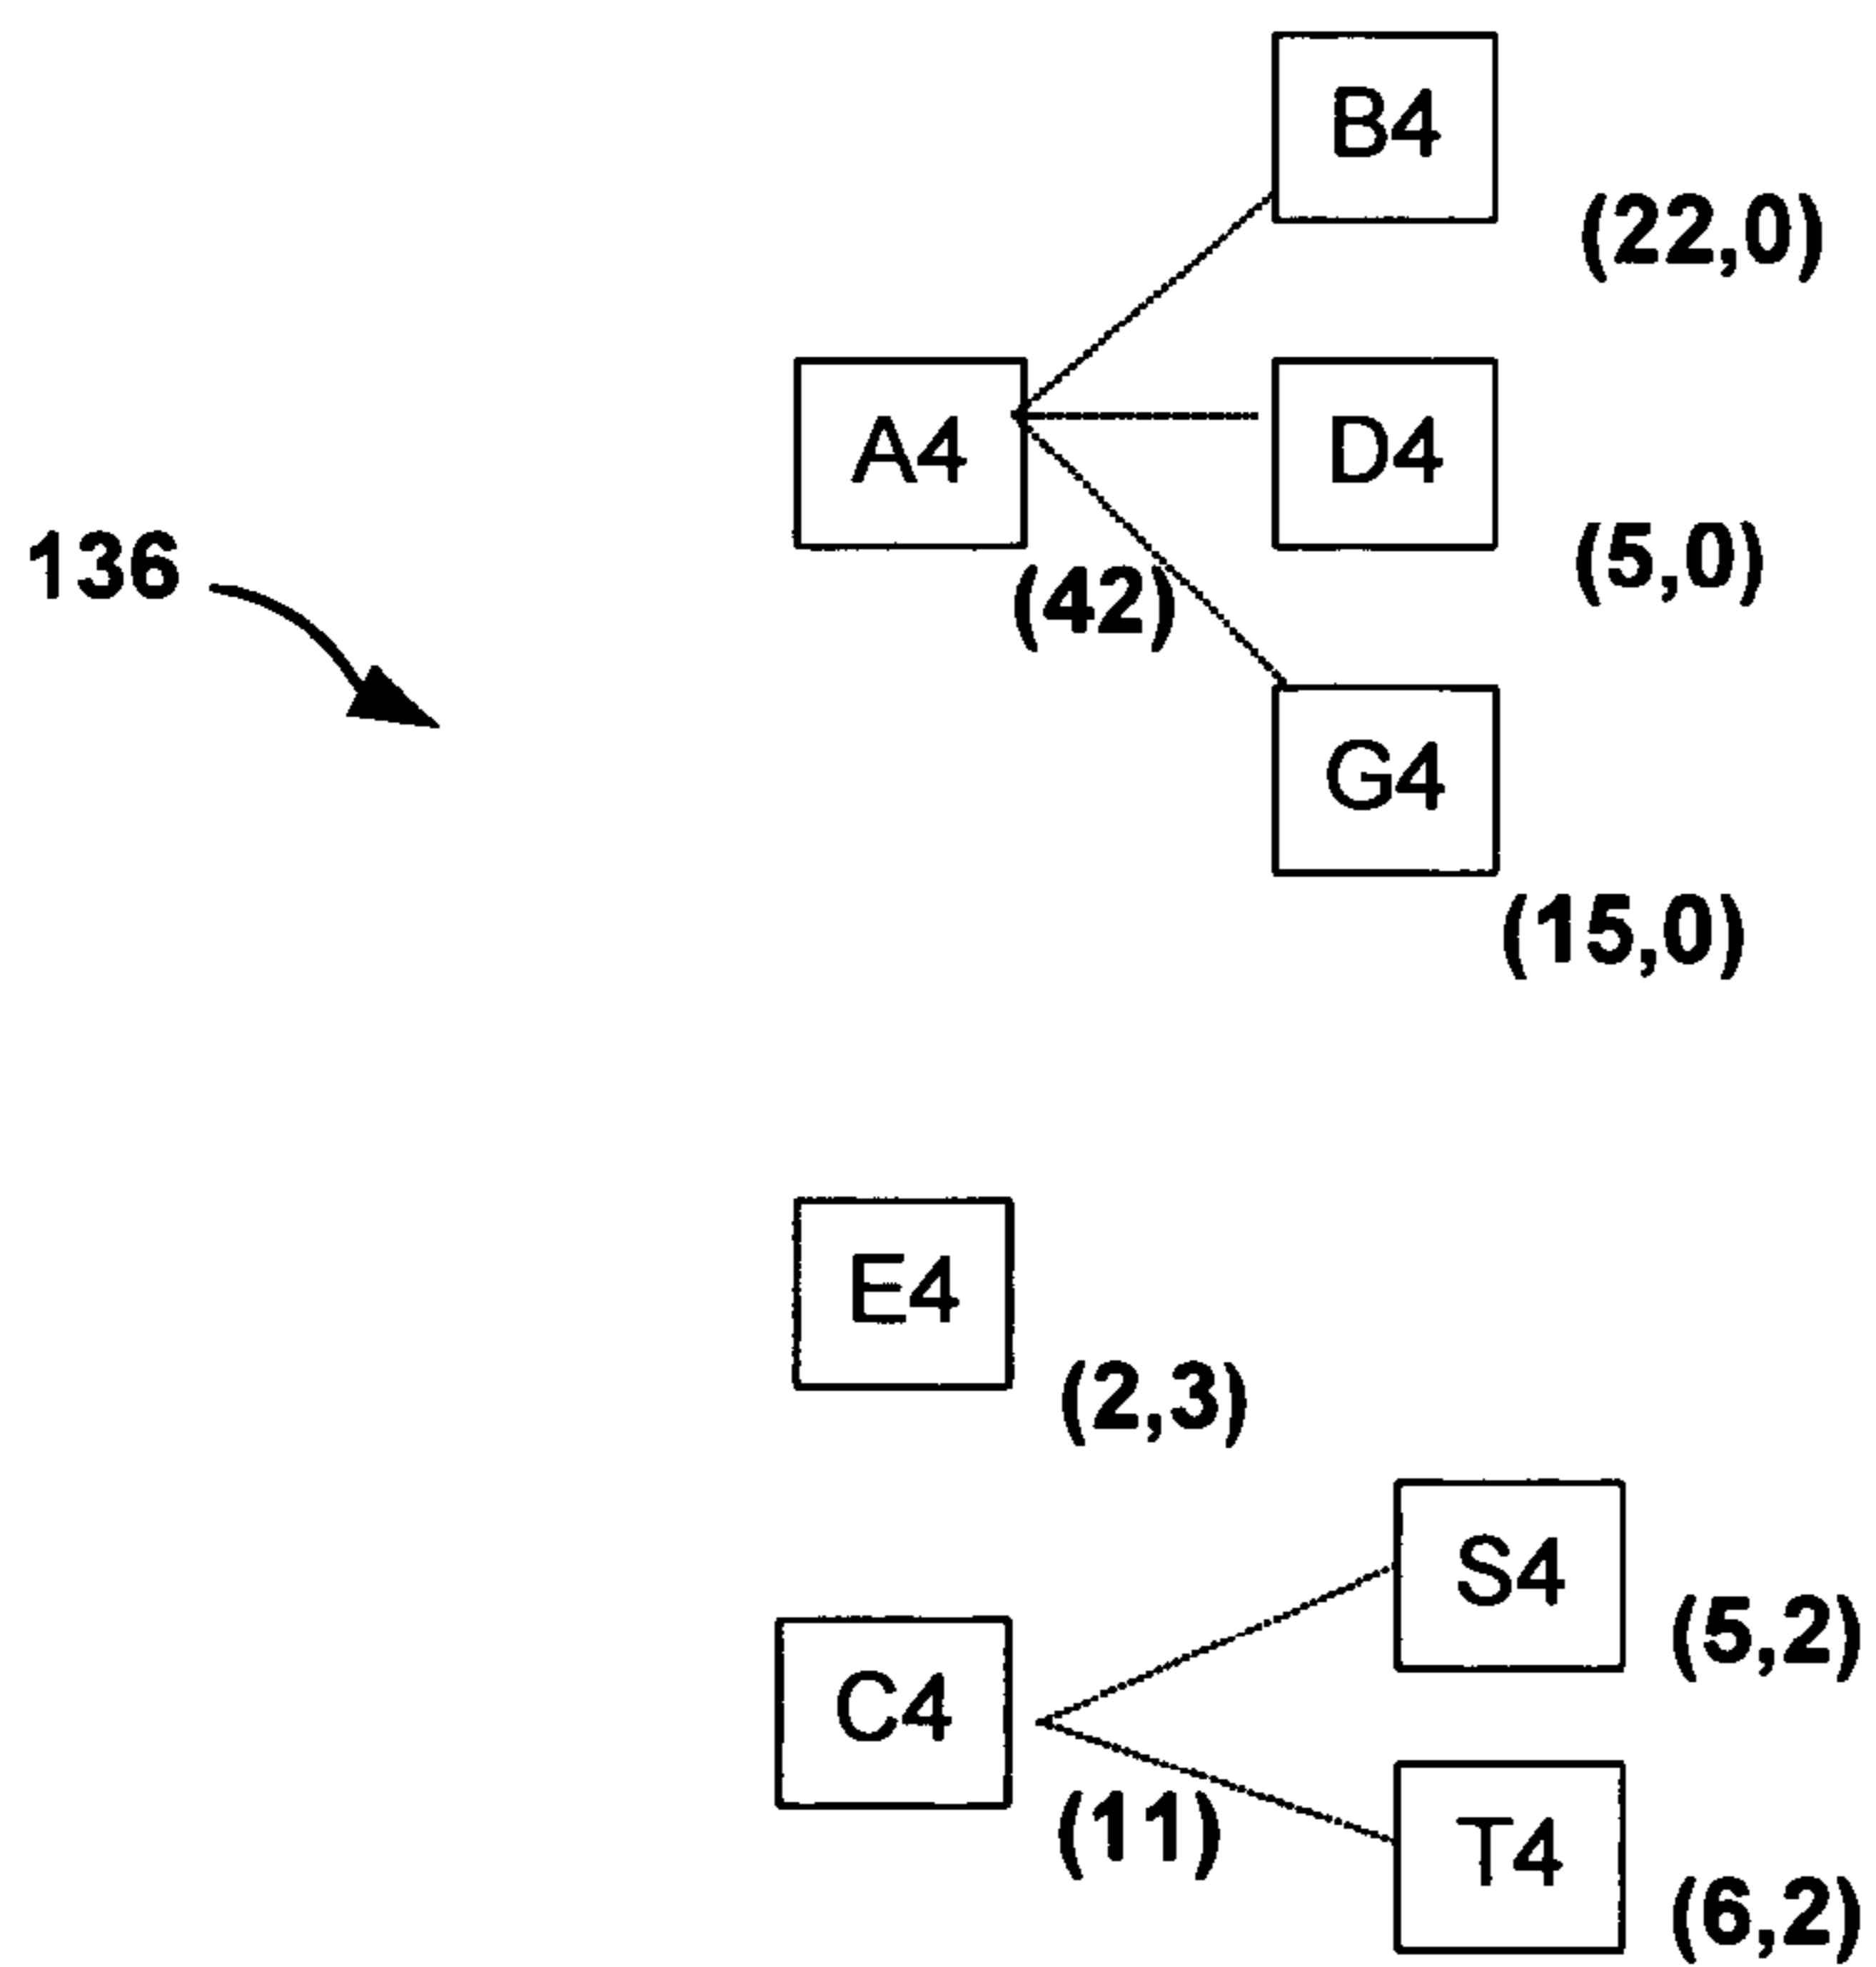 B4
(22,0)
A4
D4
136
(42)
(5,0)
G4
(15,0)
E4
(2,3)
S4
(5,2)
C4
(11)
T4
(6,2)